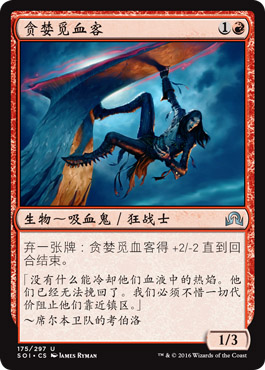 贪婪觅血客
1
生物～吸血鬼／狂战士
弃一张牌：贪婪觅血客得+2/-2直到回
合结束。
「没有什么能冷却他们血液中的热焰。他
们已经无法挽回了。我们必须不惜一切代
价阻止他们靠近镇区。」
～席尔本卫队的考伯洛
1/3
175/297 U
SOI • CS JAMES RYMAN
™ & © 2016 Wizards of the Coast